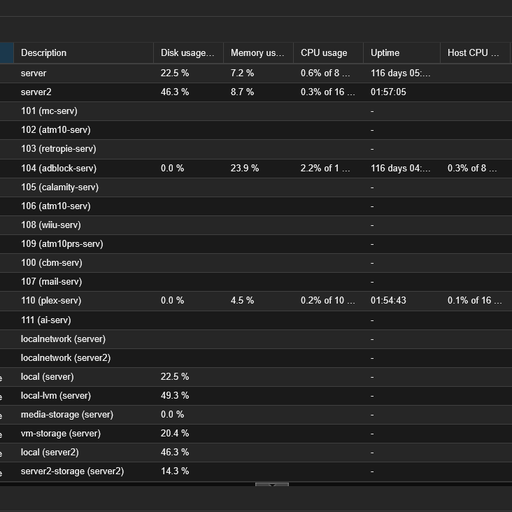 Description Disk usage... Memory us... CPU usage Uptime Host CPU ...
server 22.5 % 7.2 % 0.6% of 8 ... 116 days 05:...
server2 46.3 % 8.7 % 0.3% of 16 ... 01:57:05
101 (mc-serv) -
102 (atm10-serv) -
103 (retropie-serv) -
104 (adblock-serv) 0.0 % 23.9 % 2.2% of 1 ... 116 days 04:... 0.3% of 8 ...
105 (calamity-serv) -
106 (atm10-serv) -
108 (wiiu-serv) -
109 (atm10prs-serv) -
100 (cbm-serv) -
107 (mail-serv) -
110 (plex-serv) 0.0 % 4.5 % 0.2% of 10 ... 01:54:43 0.1% of 16 ...
111 (ai-serv) -
localnetwork (server) -
localnetwork (server2) -
local (server) 22.5 % -
local-lvm (server) 49.3 % -
media-storage (server) 0.0 % -
vm-storage (server) 20.4 % -
local (server2) 46.3 % -
server2-storage (server2) 14.3 % -